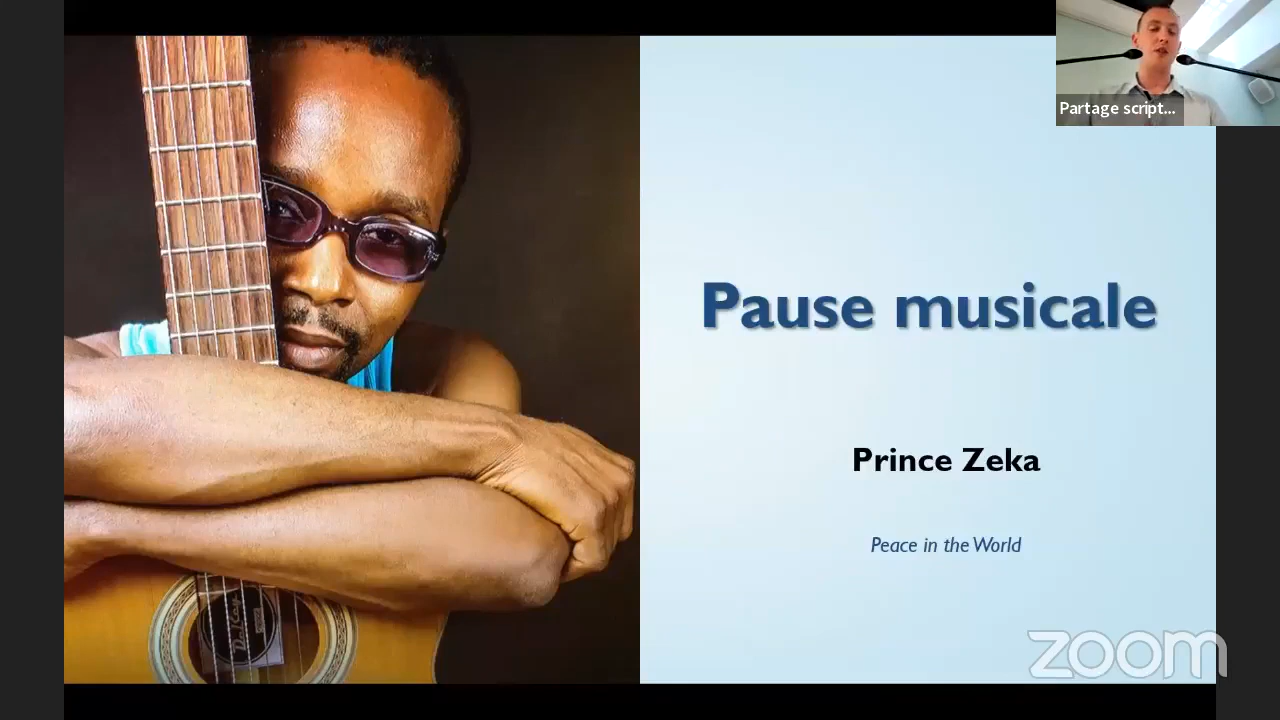 Partage script...
Pause musicale
Prince Zeka
Peace in the World
zoom